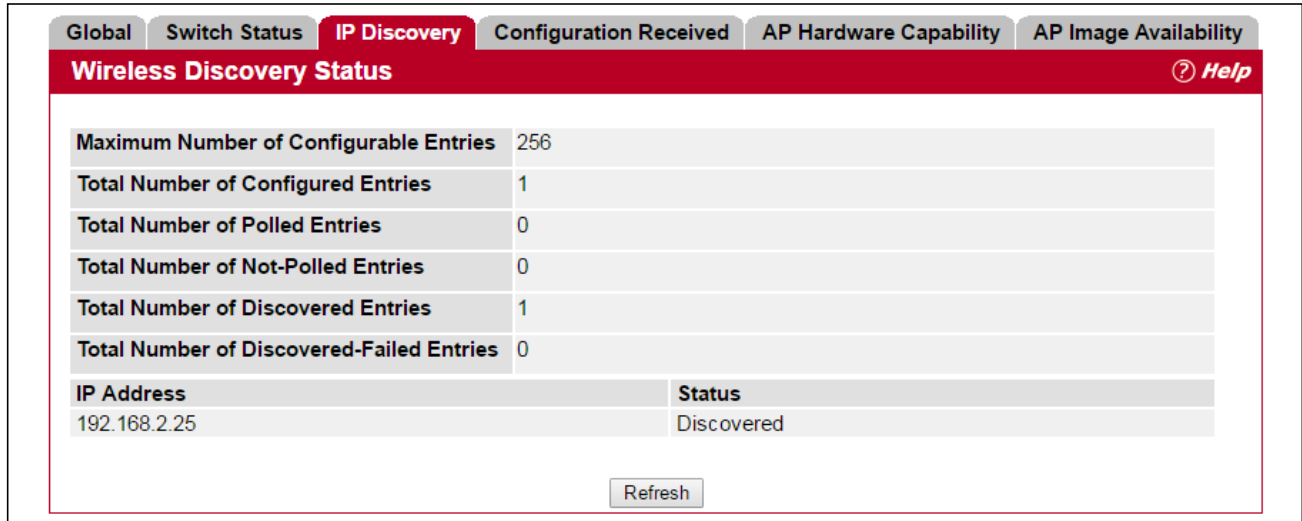 Global Switch Status IP Discovery Configuration Received AP Hardware Capability AP Image Availability
Wireless Discovery Status ? Help
Maximum Number of Configurable Entries 256
Total Number of Configured Entries 1
Total Number of Polled Entries 0
Total Number of Not-Polled Entries 0
Total Number of Discovered Entries 1
Total Number of Discovered-Failed Entries 0
IP Address Status
192.168.2.25 Discovered
Refresh